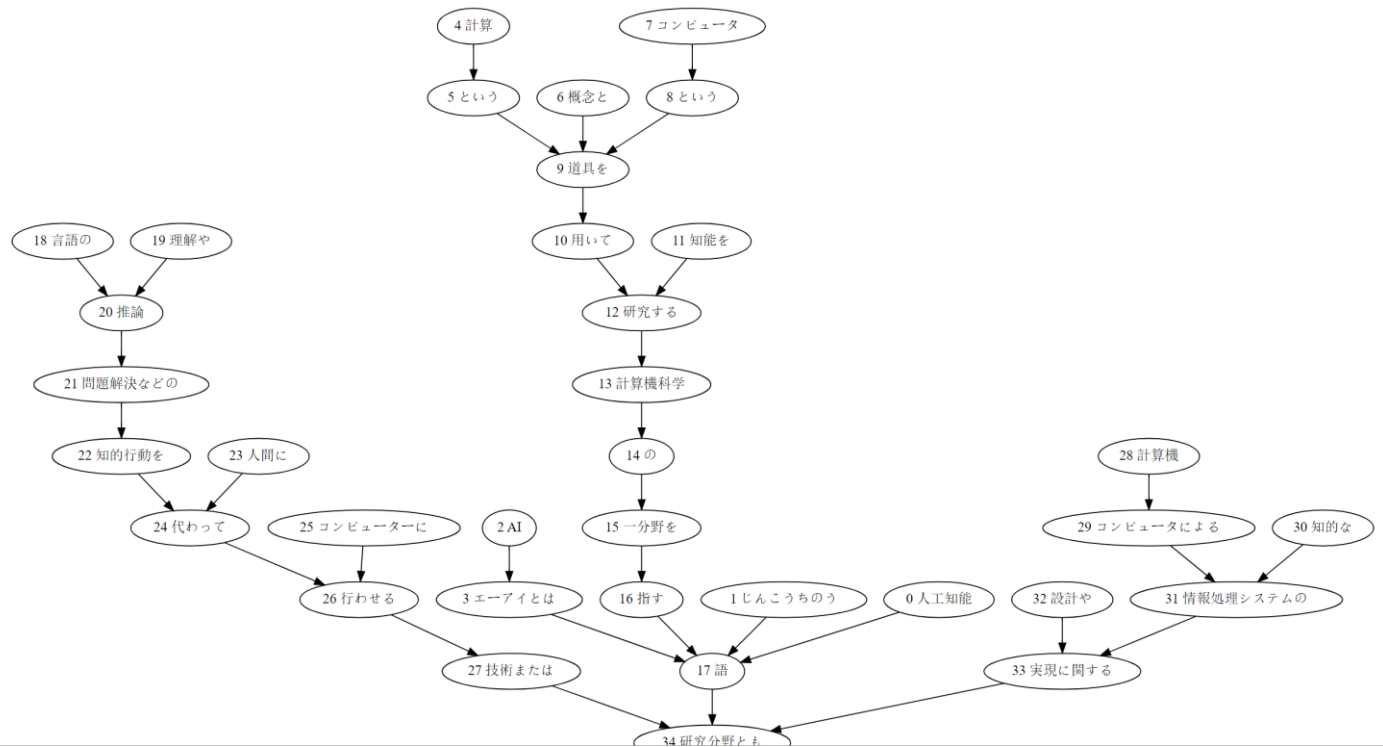 4 計算
7 コンピュータ
5 という
6 概念と
8 という
9 道具を
18 言語の
19 理解や
10 用いて
11 知能を
20 推論
12 研究する
21 問題解決などの
13 計算機科学
22 知的行動を
23 人間に
14 の
28 計算機
24 代わって
25 コンピューターに
2 AI
15 一分野を
29 コンピュータによる
30 知的な
26 行わせる
3 エーアイとは
16 指す
1 じんこうちのう
0 人工知能
32 設計や
31 情報処理システムの
27 技術または
17 語
33 実現に関する
34 研究分野とも